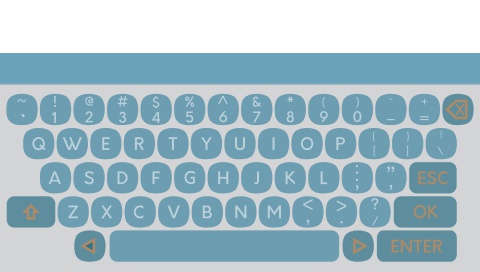 ~ ! @ # $ % ^ & * ( ) - +
` 1 2 3 4 5 6 7 8 9 0 _ =
Q W E R T Y U I O P { } |
[ ] \
A S D F G H J K L : " ESC
; '
Z X C V B N M < > ? OK
, . /
ENTER